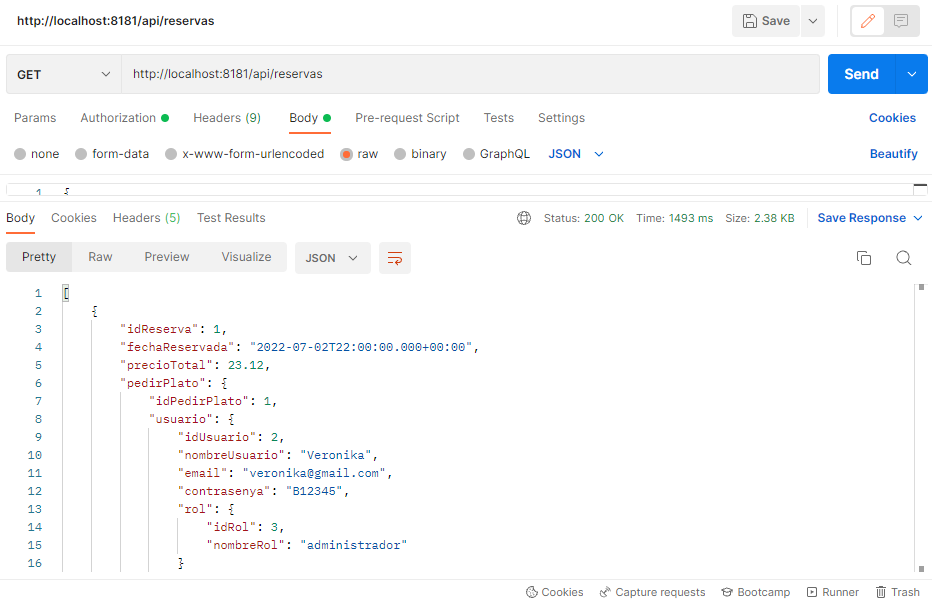 http://localhost:8181/api/reservas
Save
GET http://localhost:8181/api/reservas Send
Params Authorization Headers (9) Body Pre-request Script Tests Settings Cookies
none form-data x-www-form-urlencoded raw binary GraphQL JSON Beautify
1 {
Body Cookies Headers (5) Test Results Status: 200 OK Time: 1493 ms Size: 2.38 KB Save Response
Pretty Raw Preview Visualize JSON
1 [
2 {
3 "idReserva": 1,
4 "fechaReservada": "2022-07-02T22:00:00.000+00:00",
5 "precioTotal": 23.12,
6 "pedirPlato": {
7 "idPedirPlato": 1,
8 "usuario": {
9 "idUsuario": 2,
10 "nombreUsuario": "Veronika",
11 "email": "veronika@gmail.com",
12 "contrasenya": "B12345",
13 "rol": {
14 "idRol": 3,
15 "nombreRol": "administrador"
16 }
Cookies Capture requests Bootcamp Runner Trash